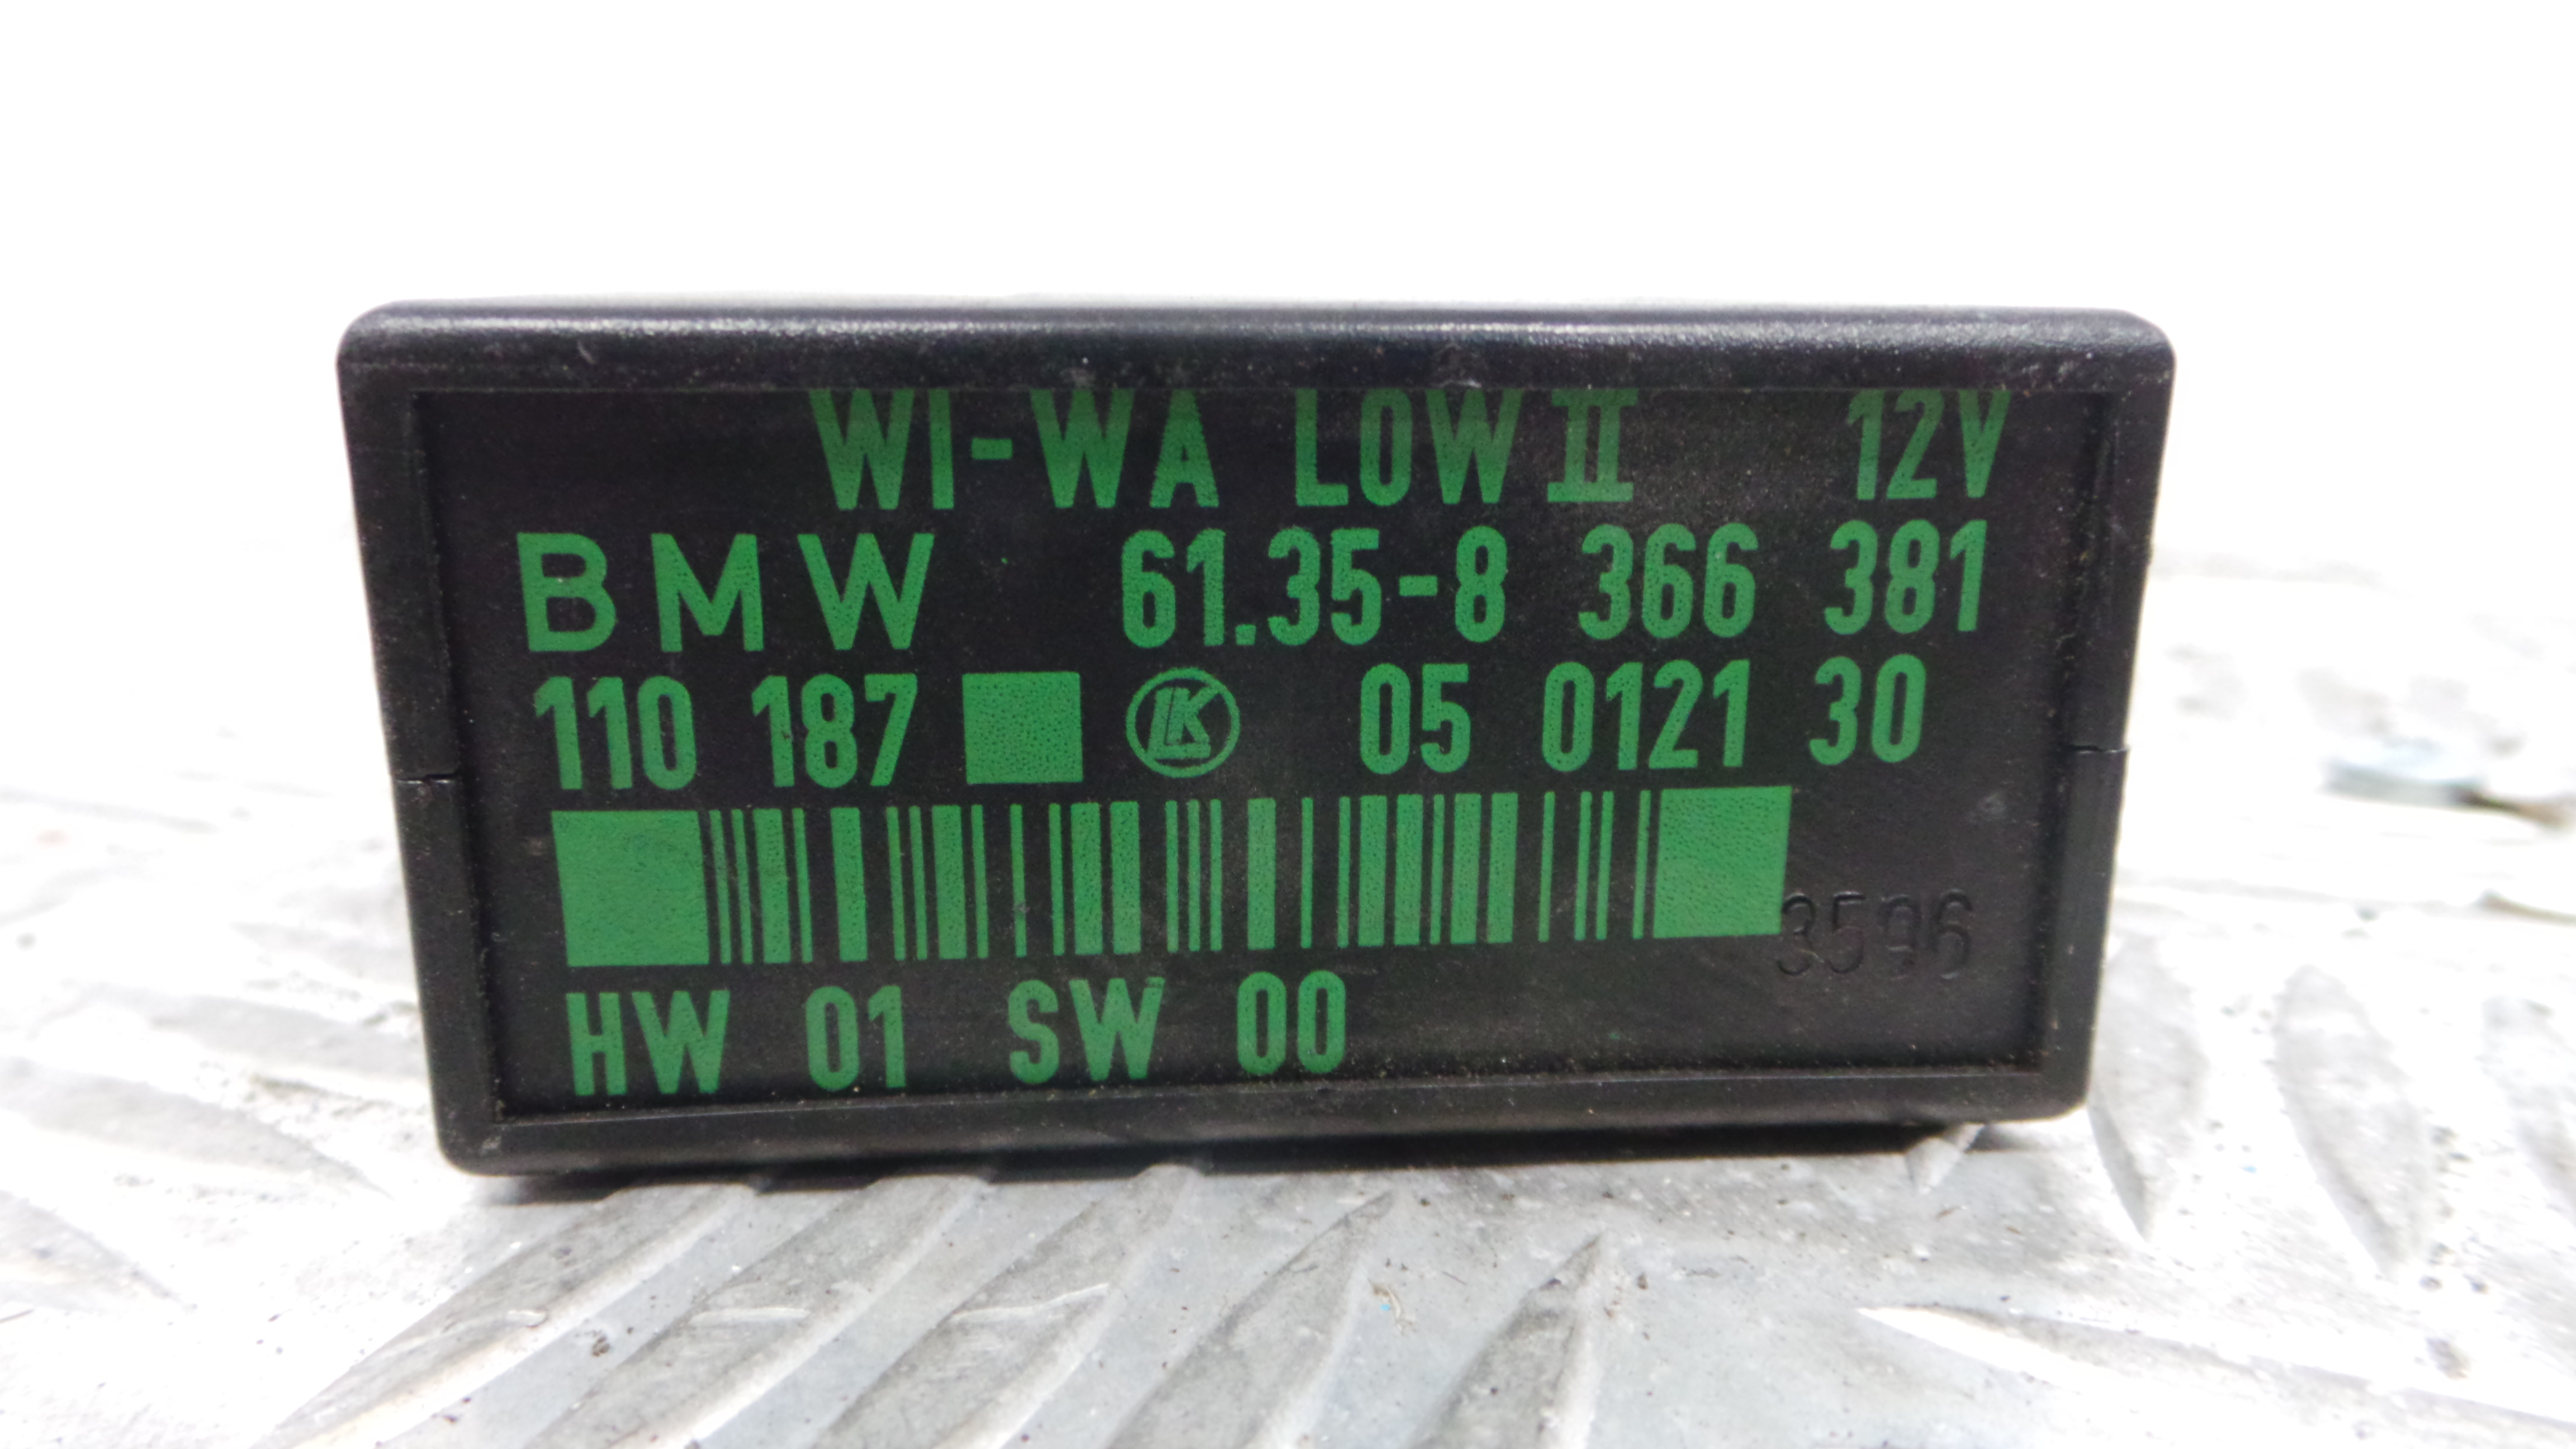 WI-WA LOW II 12V
BMW 61.35-8 366 381
110 187 LK 05 0121 30
3596
HW 01 SW 00